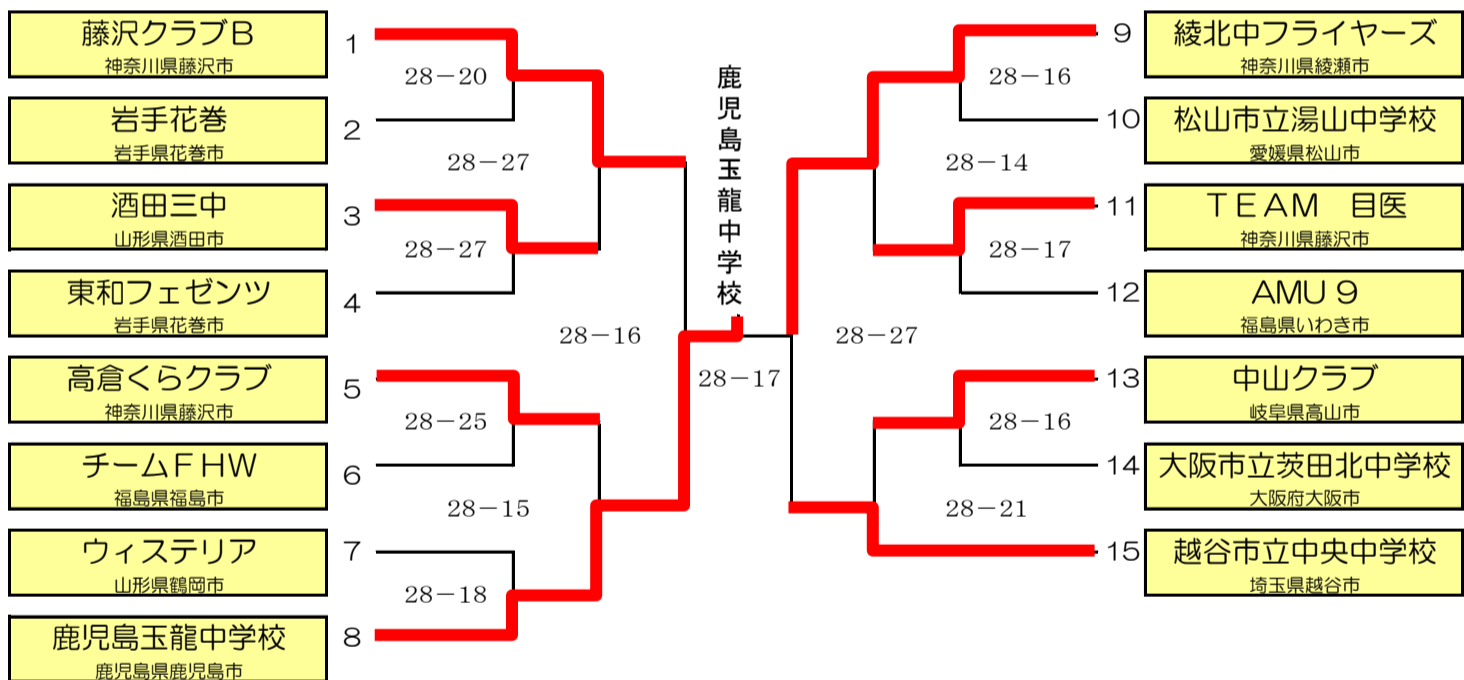 藤沢クラブB
神奈川県藤沢市
1
岩手花巻
岩手県花巻市
2
28−20
28−27
酒田三中
山形県酒田市
3
東和フェゼンツ
岩手県花巻市
4
28−27
28−16
高倉くらクラブ
神奈川県藤沢市
5
チームFHW
福島県福島市
6
28−25
28−15
ウィステリア
山形県鶴岡市
7
鹿児島玉龍中学校
鹿児島県鹿児島市
8
28−18
鹿児島玉龍中学校
28−17
9
綾北中フライヤーズ
神奈川県綾瀬市
28−16
10
松山市立湯山中学校
愛媛県松山市
28−14
11
TEAM 目医
神奈川県藤沢市
28−17
12
AMU 9
福島県いわき市
28−27
13
中山クラブ
岐阜県高山市
28−16
14
大阪市立茨田北中学校
大阪府大阪市
28−21
15
越谷市立中央中学校
埼玉県越谷市